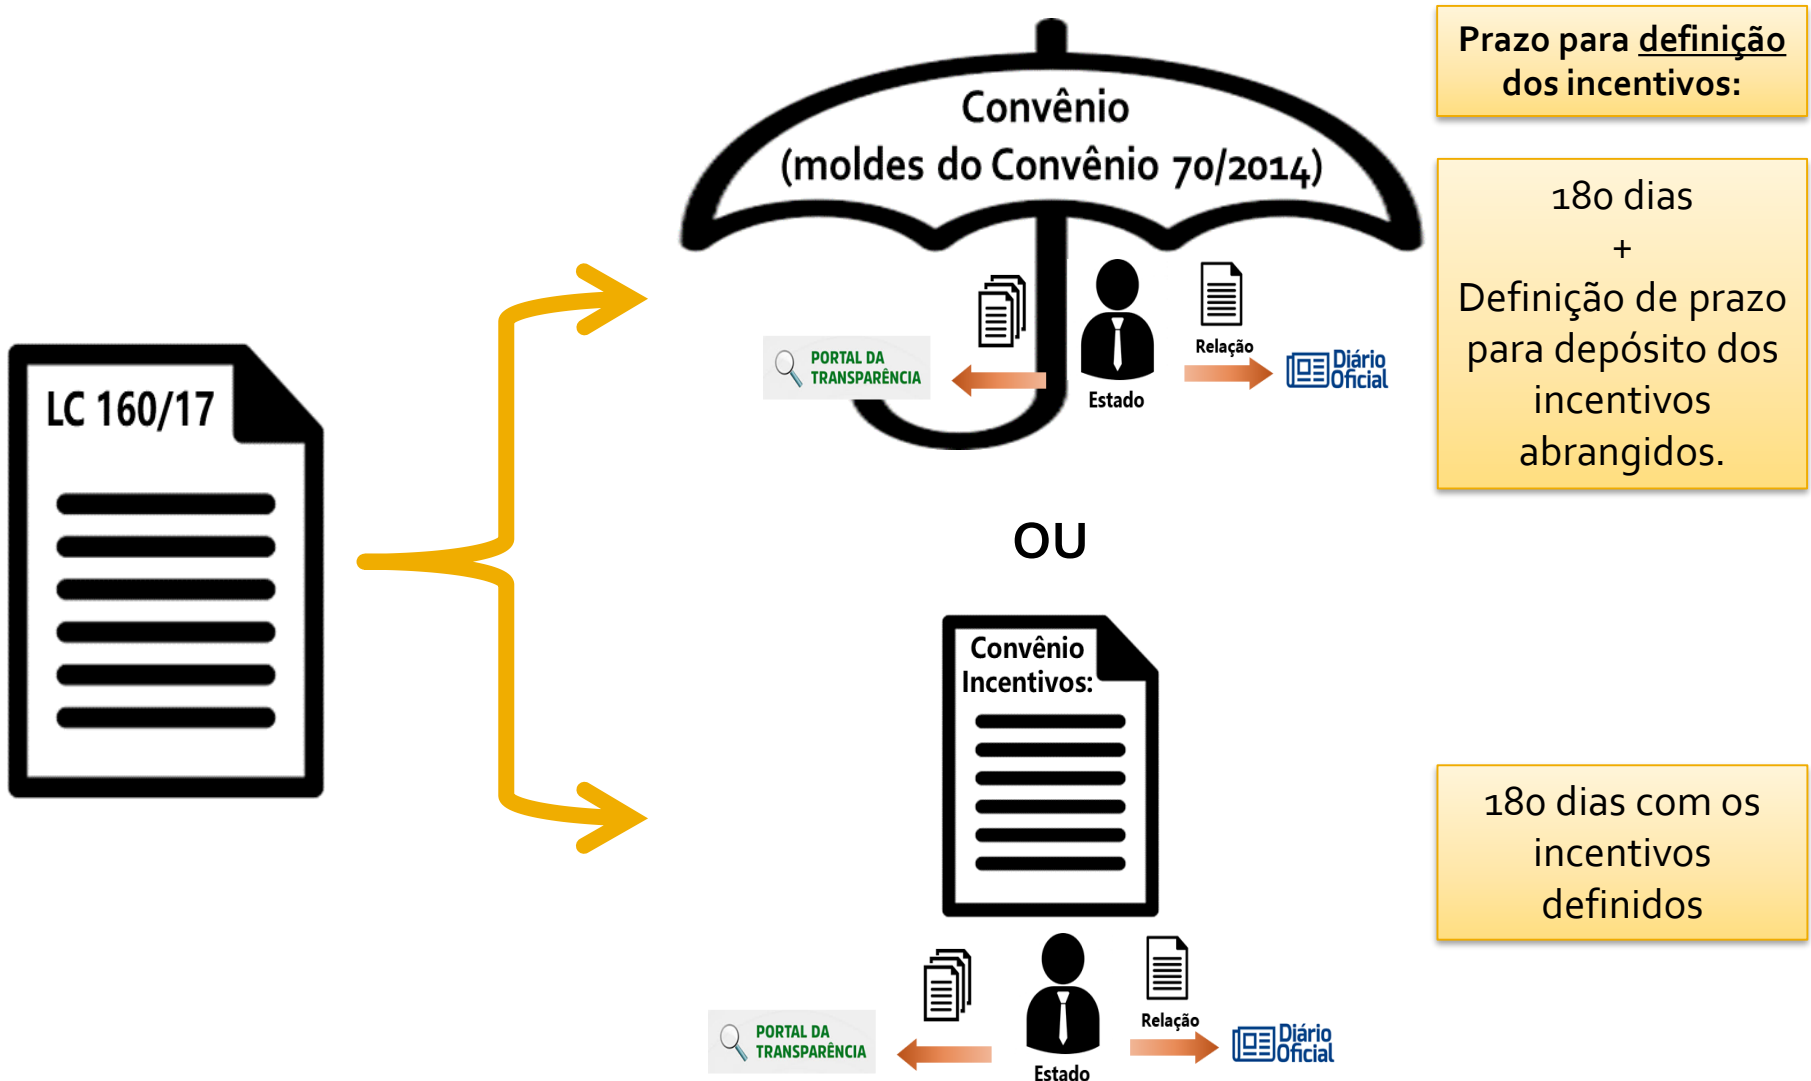 Prazo para definição
dos incentivos:
Convênio
(moldes do Convênio 70/2014)
180 dias
+
Definição de prazo
para depósito dos
incentivos
abrangidos.
PORTAL DA
TRANSPARÊNCIA
Estado
Relação
Diário
Oficial
LC 160/17
OU
Convênio
Incentivos:
180 dias com os
incentivos
definidos
PORTAL DA
TRANSPARÊNCIA
Estado
Relação
Diário
Oficial